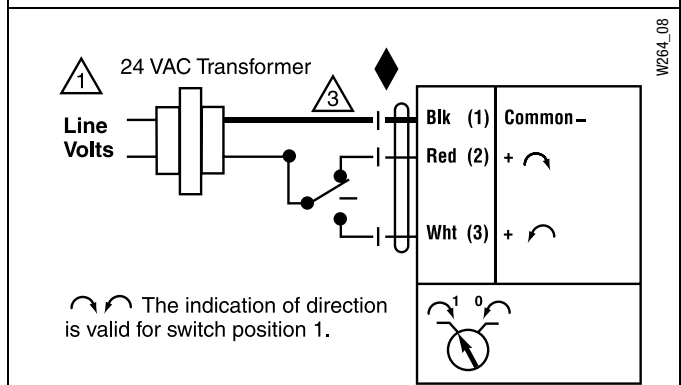 W264_08
24 VAC Transformer
1
3
Line
Volts
Blk (1) Common –
Red (2) +
Wht (3) +
The indication of direction
is valid for switch position 1.
1 0